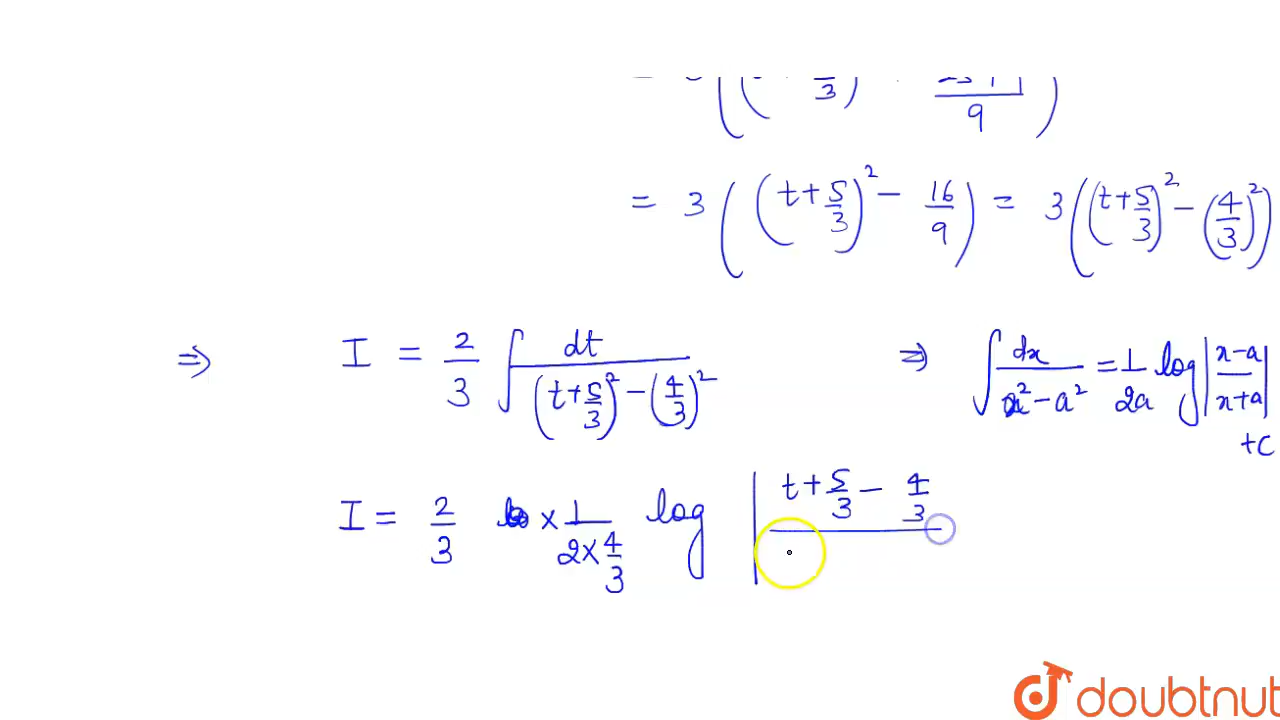 3 9
= 3 ( (t + 5/3)² − 16/9 ) = 3 ( (t + 5/3)² − (4/3)² )
⇒ I = 2/3 ∫ dt / (t + 5/3)² − (4/3)² ⇒ ∫ dx / x² − a² = 1/2a log | x − a / x + a |
+ C
I = 2/3 × 1 / 2 × 4/3 log | t + 5/3 − 4/3
doubtnut